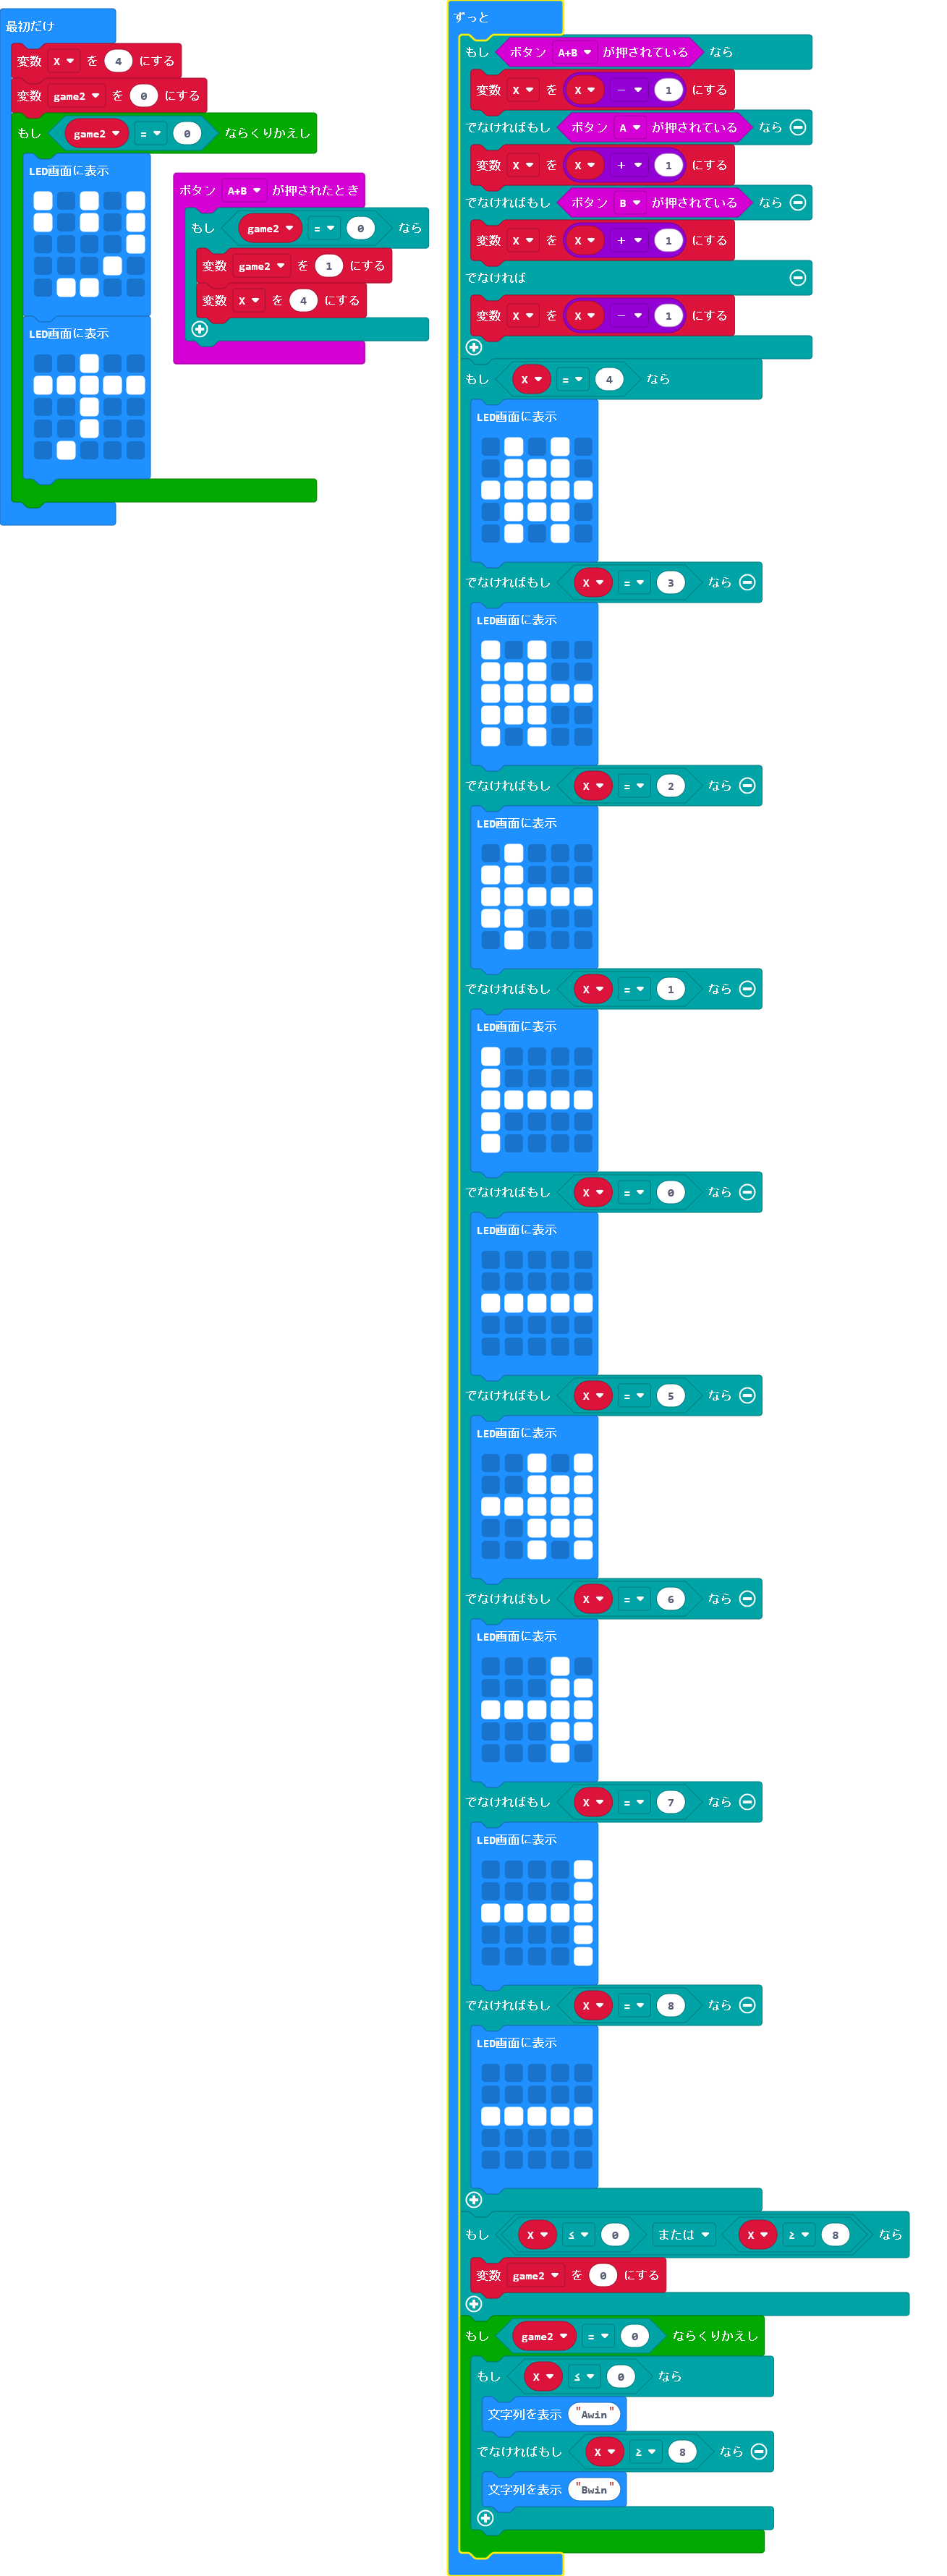 最初だけ
変数 X を 4 にする
変数 game2 を 0 にする
もし game2 = 0 ならくりかえし
LED画面に表示
LED画面に表示
ボタン A+B が押されたとき
もし game2 = 0 なら
変数 game2 を 1 にする
変数 X を 4 にする
ずっと
もし ボタン A+B が押されている なら
変数 X を X - 1 にする
でなければもし ボタン A が押されている なら
変数 X を X + 1 にする
でなければもし ボタン B が押されている なら
変数 X を X + 1 にする
でなければ
変数 X を X - 1 にする
もし X = 4 なら
LED画面に表示
でなければもし X = 3 なら
LED画面に表示
でなければもし X = 2 なら
LED画面に表示
でなければもし X = 1 なら
LED画面に表示
でなければもし X = 0 なら
LED画面に表示
でなければもし X = 5 なら
LED画面に表示
でなければもし X = 6 なら
LED画面に表示
でなければもし X = 7 なら
LED画面に表示
でなければもし X = 8 なら
LED画面に表示
もし X ≤ 0 または X ≥ 8 なら
変数 game2 を 0 にする
もし game2 = 0 ならくりかえし
もし X ≤ 0 なら
文字列を表示 "Awin"
でなければもし X ≥ 8 なら
文字列を表示 "Bwin"